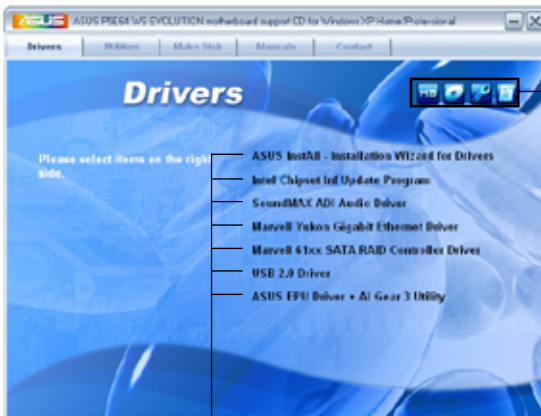 ASUS P5E64 WS EVOLUTION motherboard support CD for Windows XP Home/Professional
Drivers
Utilities
Make Disk
Manuals
Contact
Drivers
Please select items on the right side.
ASUS InstAll - Installation Wizard for Drivers
Intel Chipset Inf Update Program
SoundMAX ADI Audio Driver
Marvell Yukon Gigabit Ethernet Driver
Marvell 61xx SATA RAID Controller Driver
USB 2.0 Driver
ASUS EPU Driver + AI Gear 3 Utility